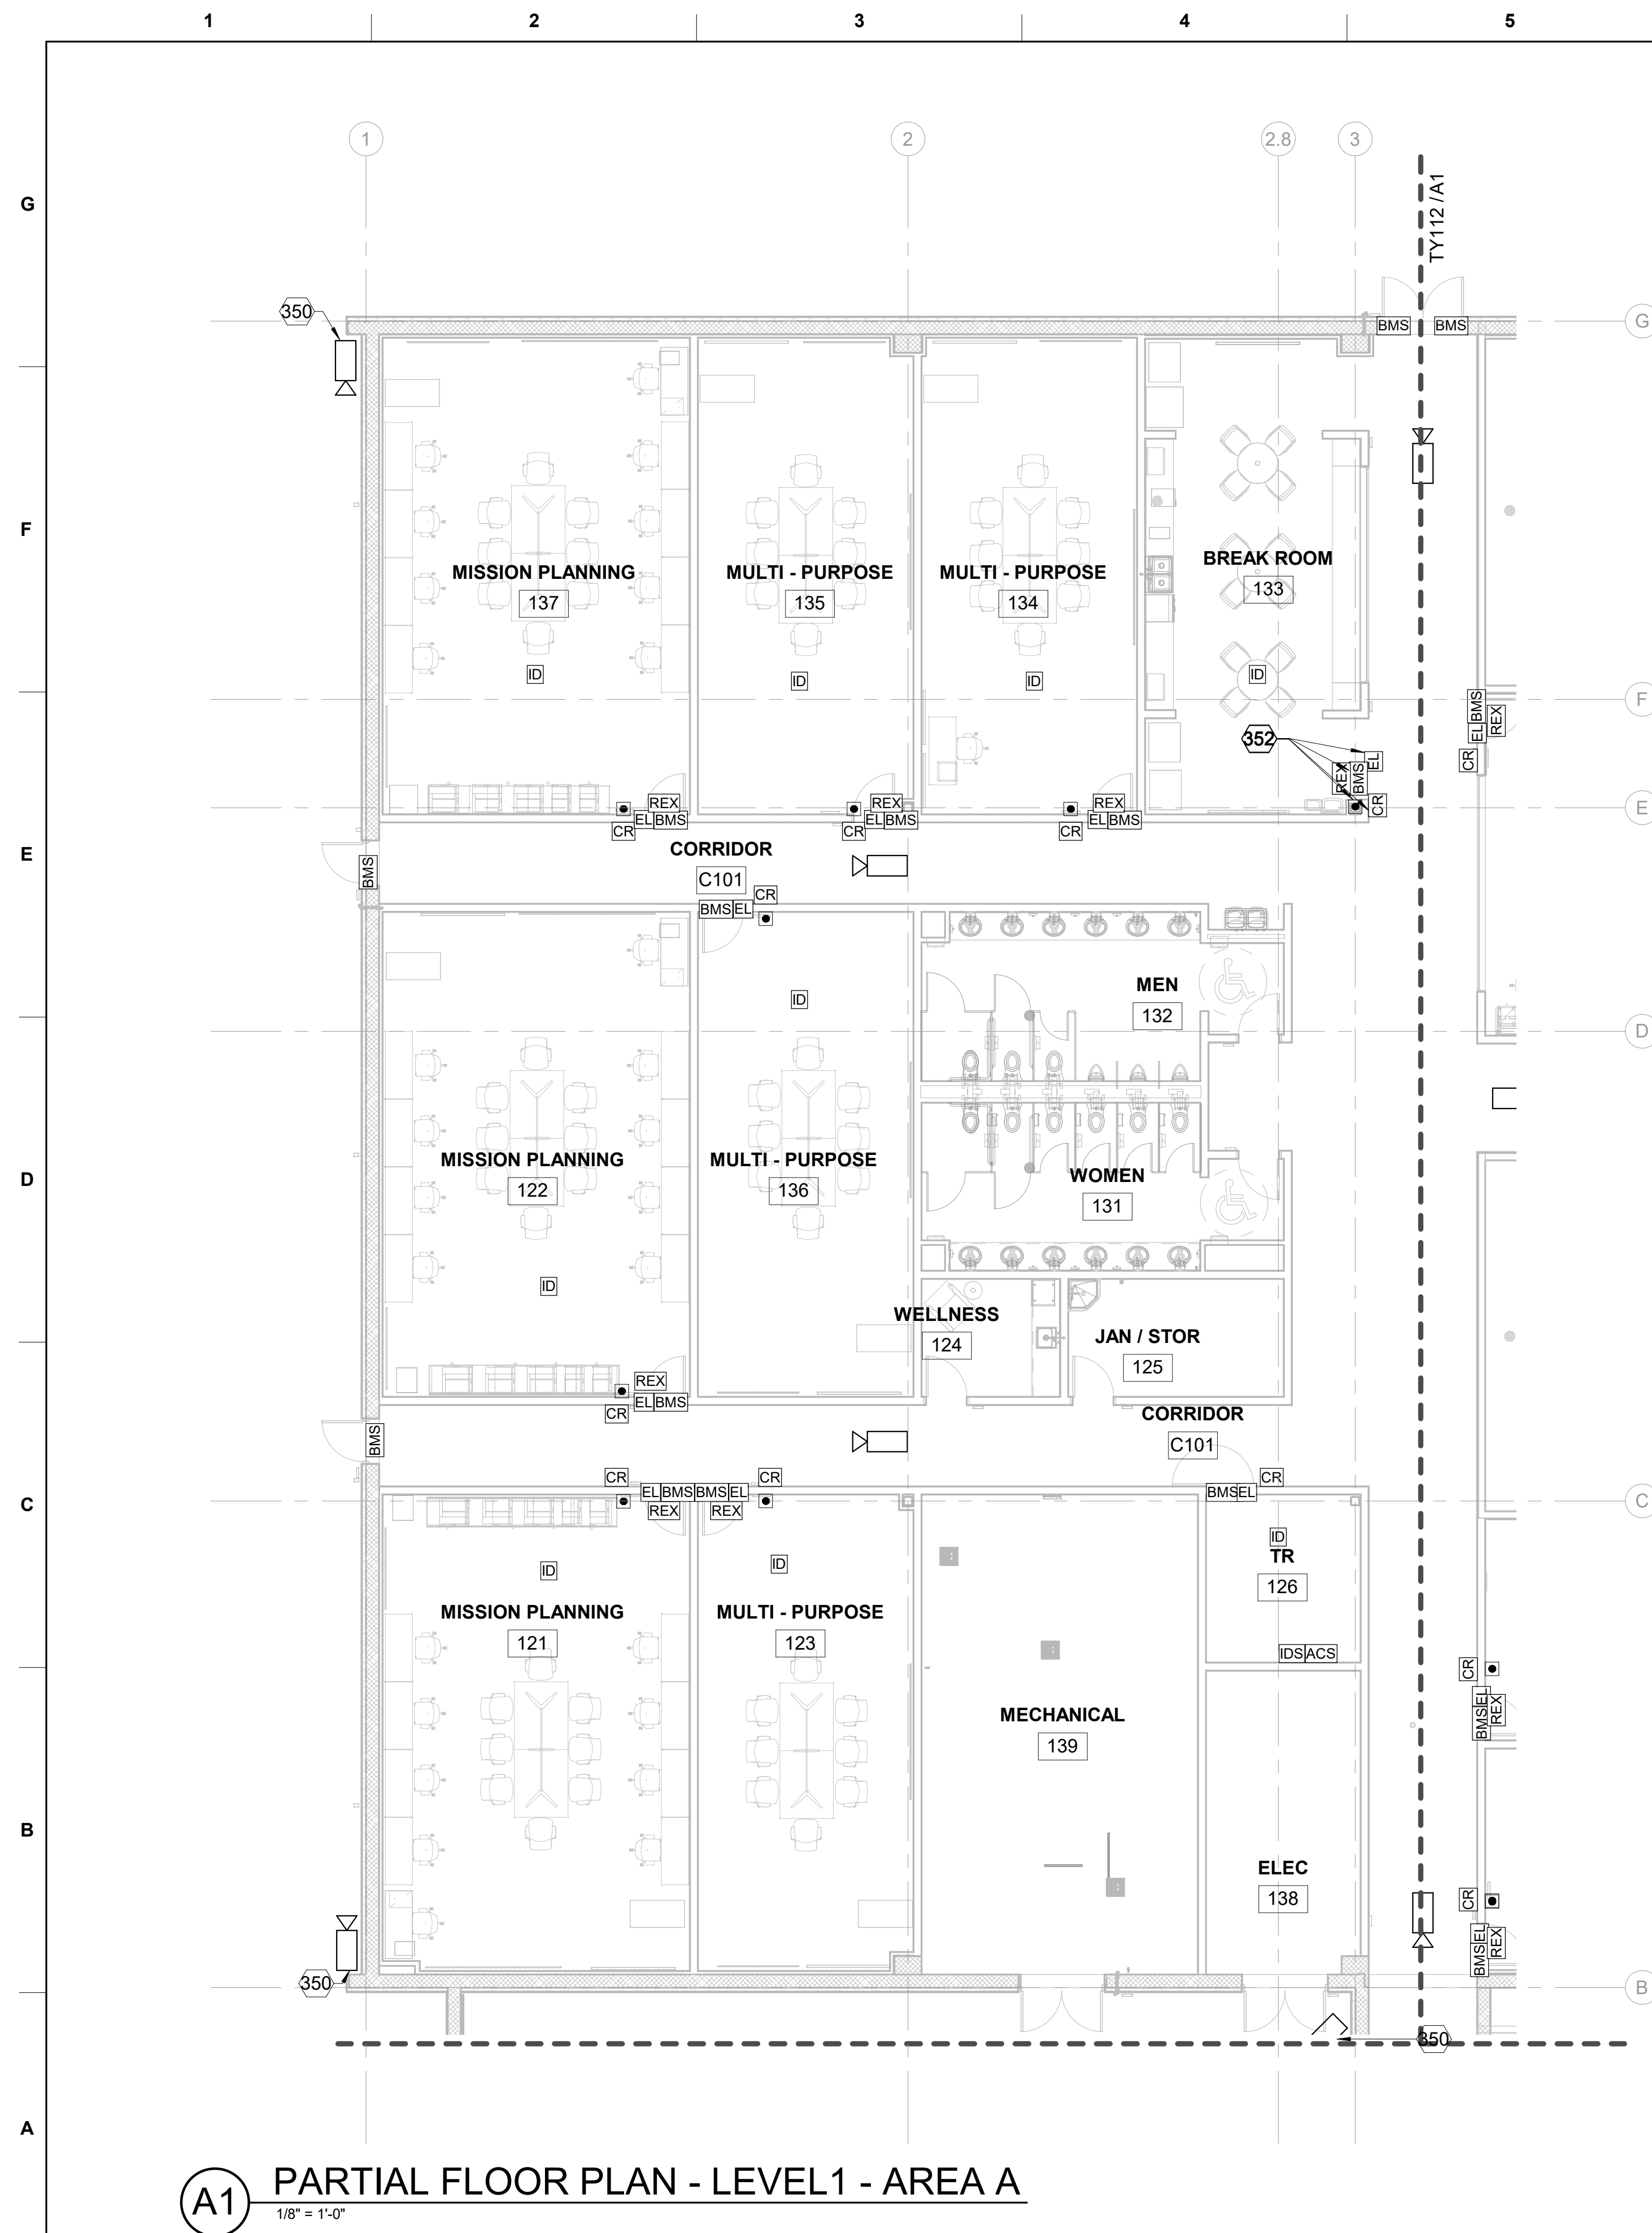 1 2 3 4 5
1 2 2.8 3
G
TY112 /A1
350
BMS BMS
G
F
MISSION PLANNING
137
MULTI - PURPOSE
135
MULTI - PURPOSE
134
BREAK ROOM
133
ID ID ID ID
F
BMS
EL
REX
CR
352
EL
BMS
REX
CR
REX
EL BMS
CR
REX
EL BMS
CR
REX
EL BMS
CR
E
E
CORRIDOR
C101
BMS
CR
BMS EL
ID
MEN
132
D
MISSION PLANNING
122
MULTI - PURPOSE
136
WOMEN
131
D
ID
WELLNESS
124
JAN / STOR
125
REX
EL BMS
CR
BMS
CORRIDOR
C101
CR
CR
CR
EL BMS BMS EL
BMS EL
REX REX
C
C
ID
ID
ID
TR
126
MISSION PLANNING
121
MULTI - PURPOSE
123
IDS ACS
CR
EL
BMS
REX
MECHANICAL
139
B
ELEC
138
CR
EL
BMS
REX
350
B
350
A
A1
PARTIAL FLOOR PLAN - LEVEL1 - AREA A
1/8" = 1'-0"